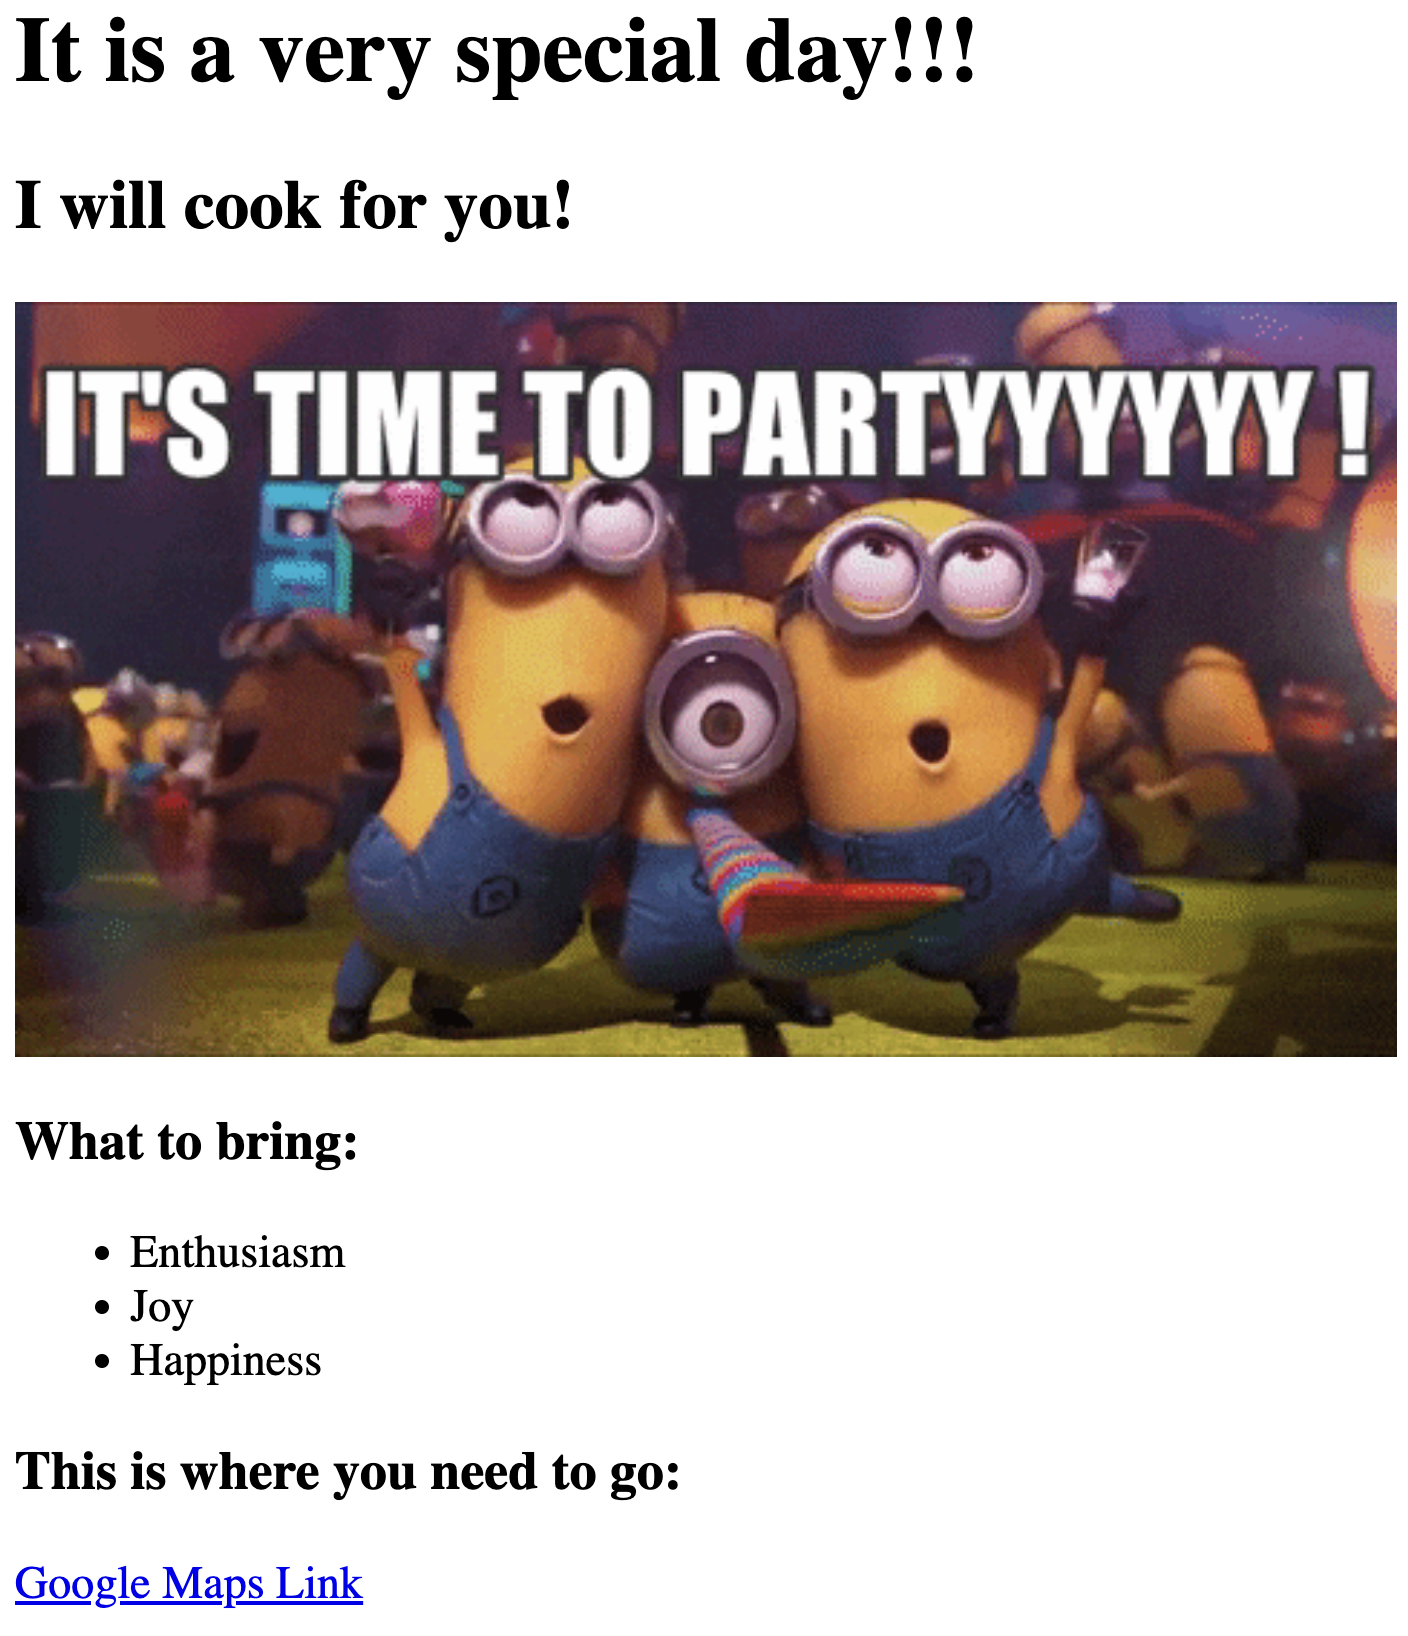 It is a very special day!!!
I will cook for you!
IT'S TIME TO PARTYYYYYY !
What to bring:
• Enthusiasm
• Joy
• Happiness
This is where you need to go:
Google Maps Link